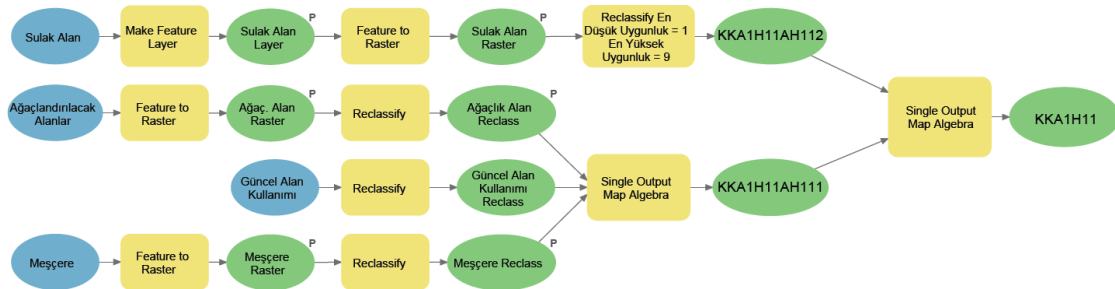 P
P
Sulak Alan
Make Feature
Layer
Sulak Alan
Layer
Feature to
Raster
Sulak Alan
Raster
Reclassify En
Düşük Uygunluk = 1
En Yüksek
Uygunluk = 9
KKA1H11AH112
P
P
Ağaçlandırılacak
Alanlar
Feature to
Raster
Ağaç. Alan
Raster
Reclassify
Ağaçlık Alan
Reclass
Single Output
Map Algebra
KKA1H11
Güncel Alan
Kullanımı
Reclassify
Güncel Alan
Kullanımı
Reclass
Single Output
Map Algebra
KKA1H11AH111
P
P
Meşçere
Feature to
Raster
Meşçere
Raster
Reclassify
Meşçere Reclass